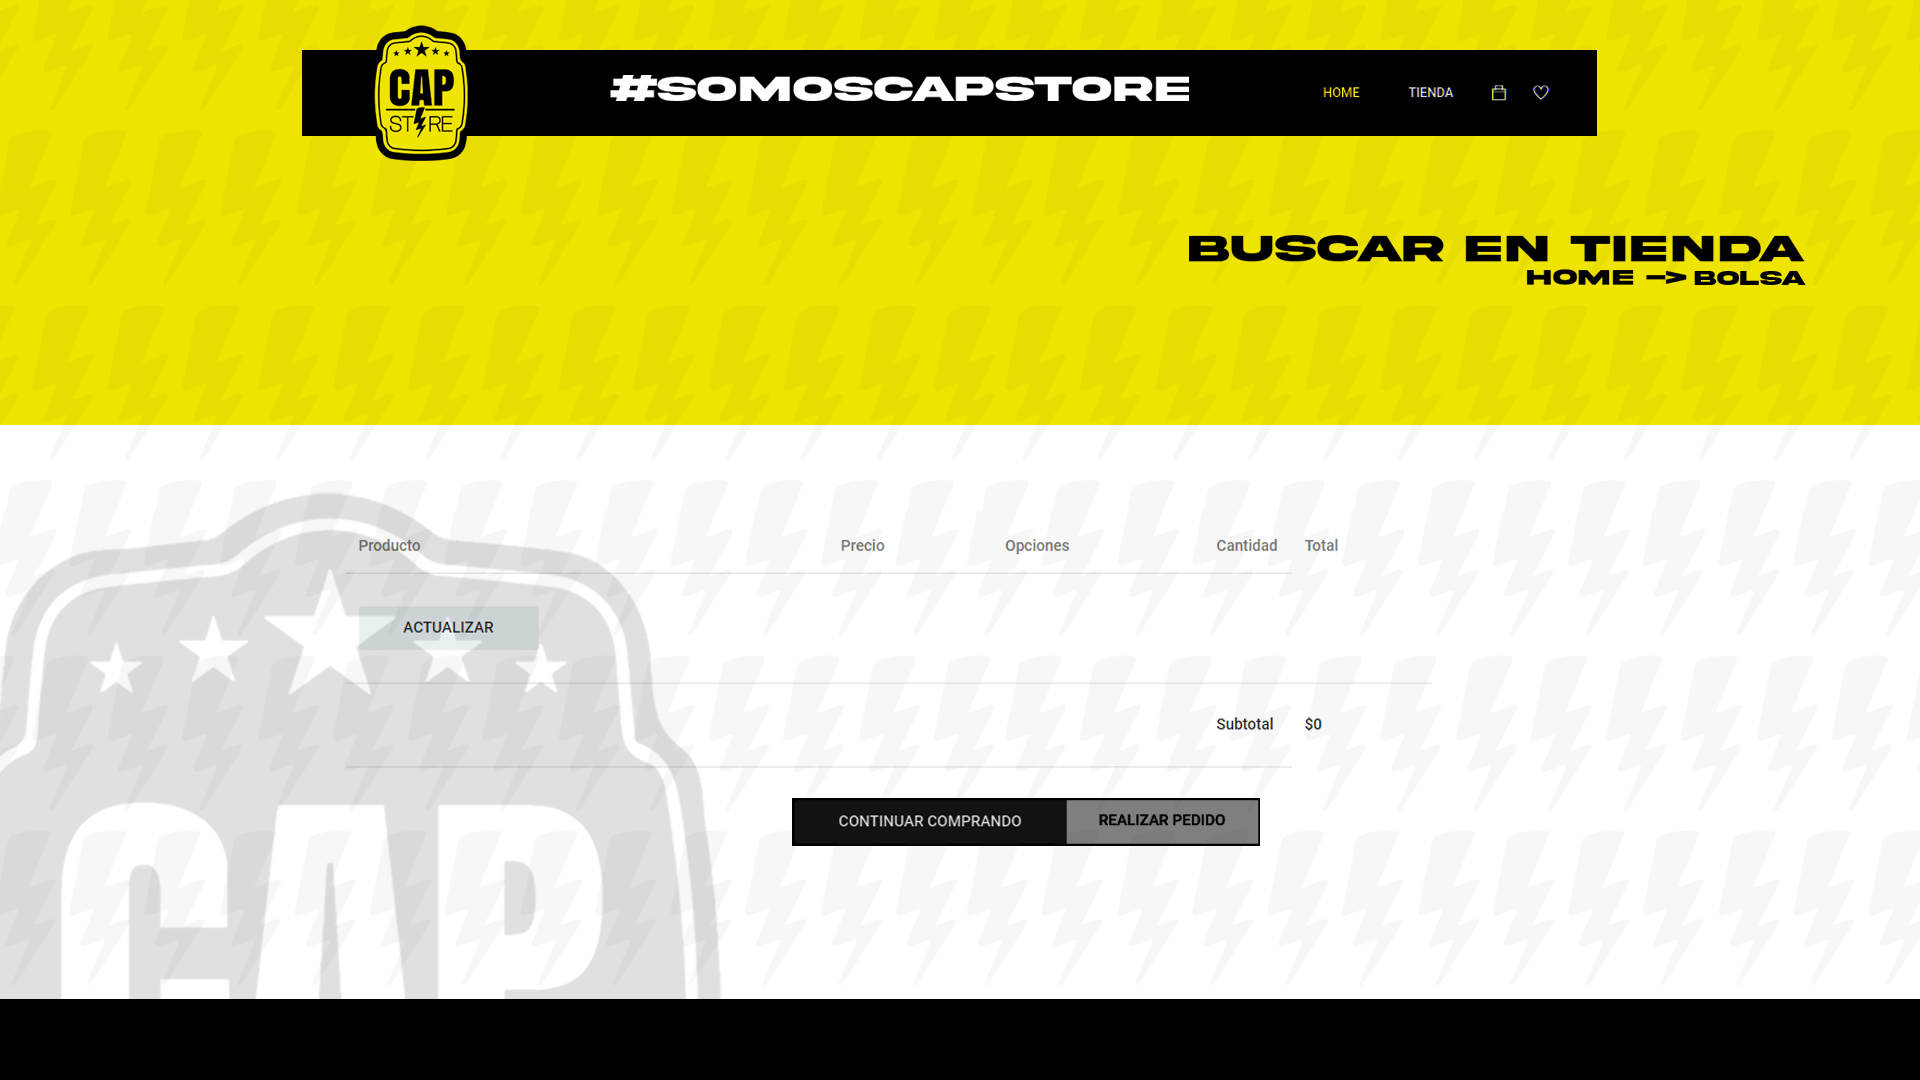 CAP
STORE
#SOMOSCAPSTORE
HOME TIENDA
BUSCAR EN TIENDA
HOME -> BOLSA
Producto Precio Opciones Cantidad Total
ACTUALIZAR
Subtotal $0
CONTINUAR COMPRANDO REALIZAR PEDIDO
CAP